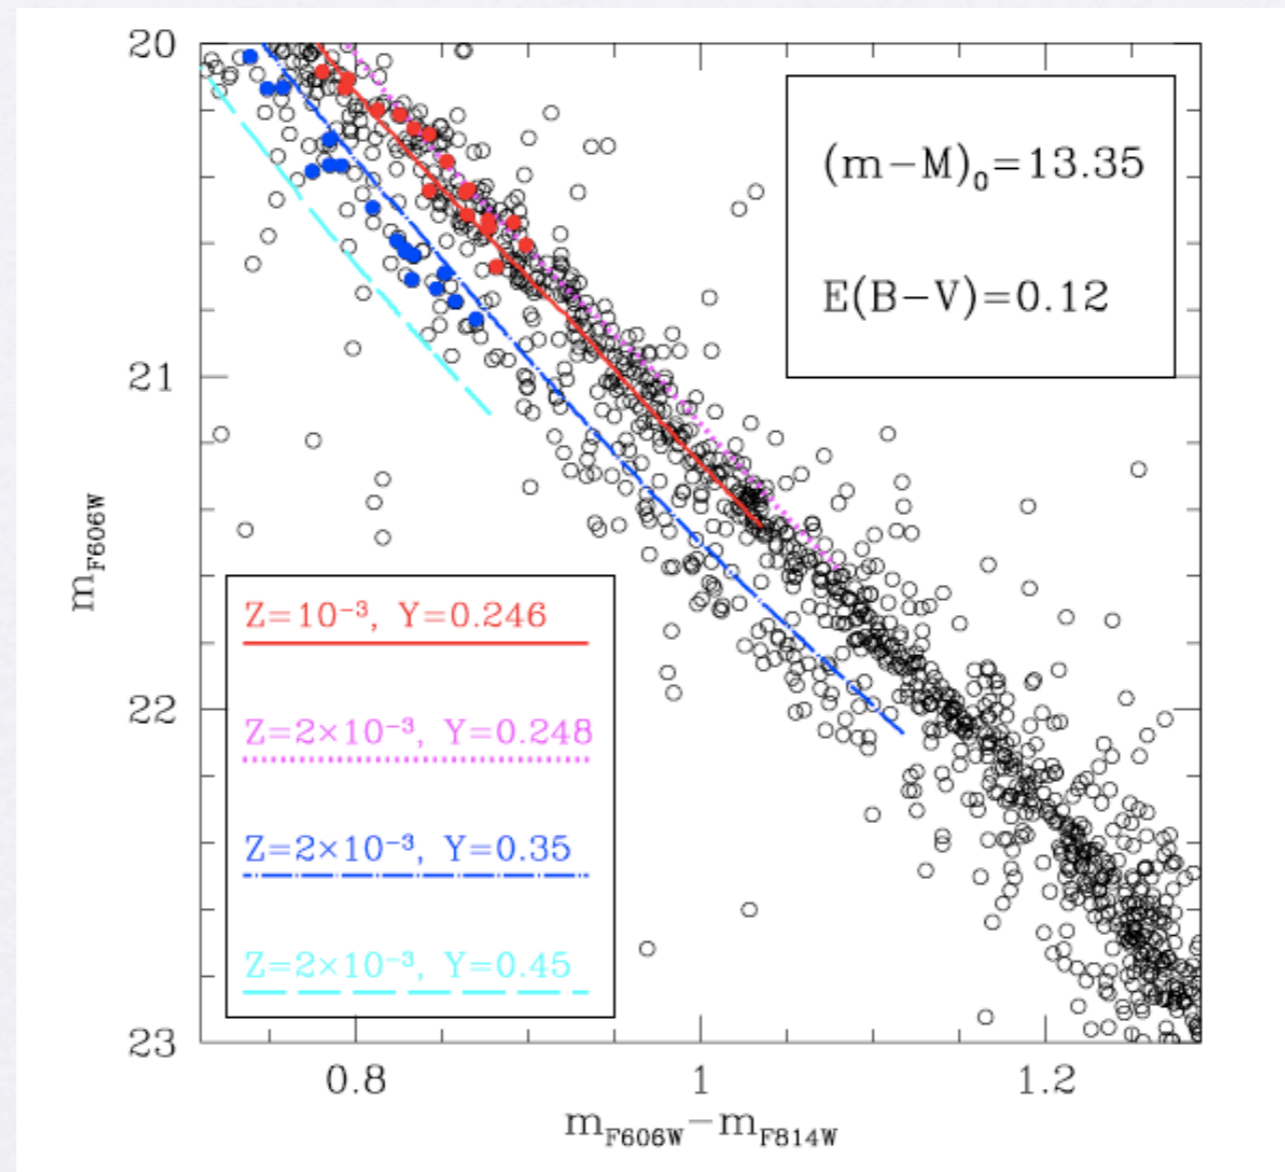 20
21
22
23
(m−M)₀=13.35
E(B−V)=0.12
Z=10⁻³, Y=0.246
Z=2×10⁻³, Y=0.248
Z=2×10⁻³, Y=0.35
Z=2×10⁻³, Y=0.45
m_F606W
0.8 1 1.2
m_F606W−m_F814W